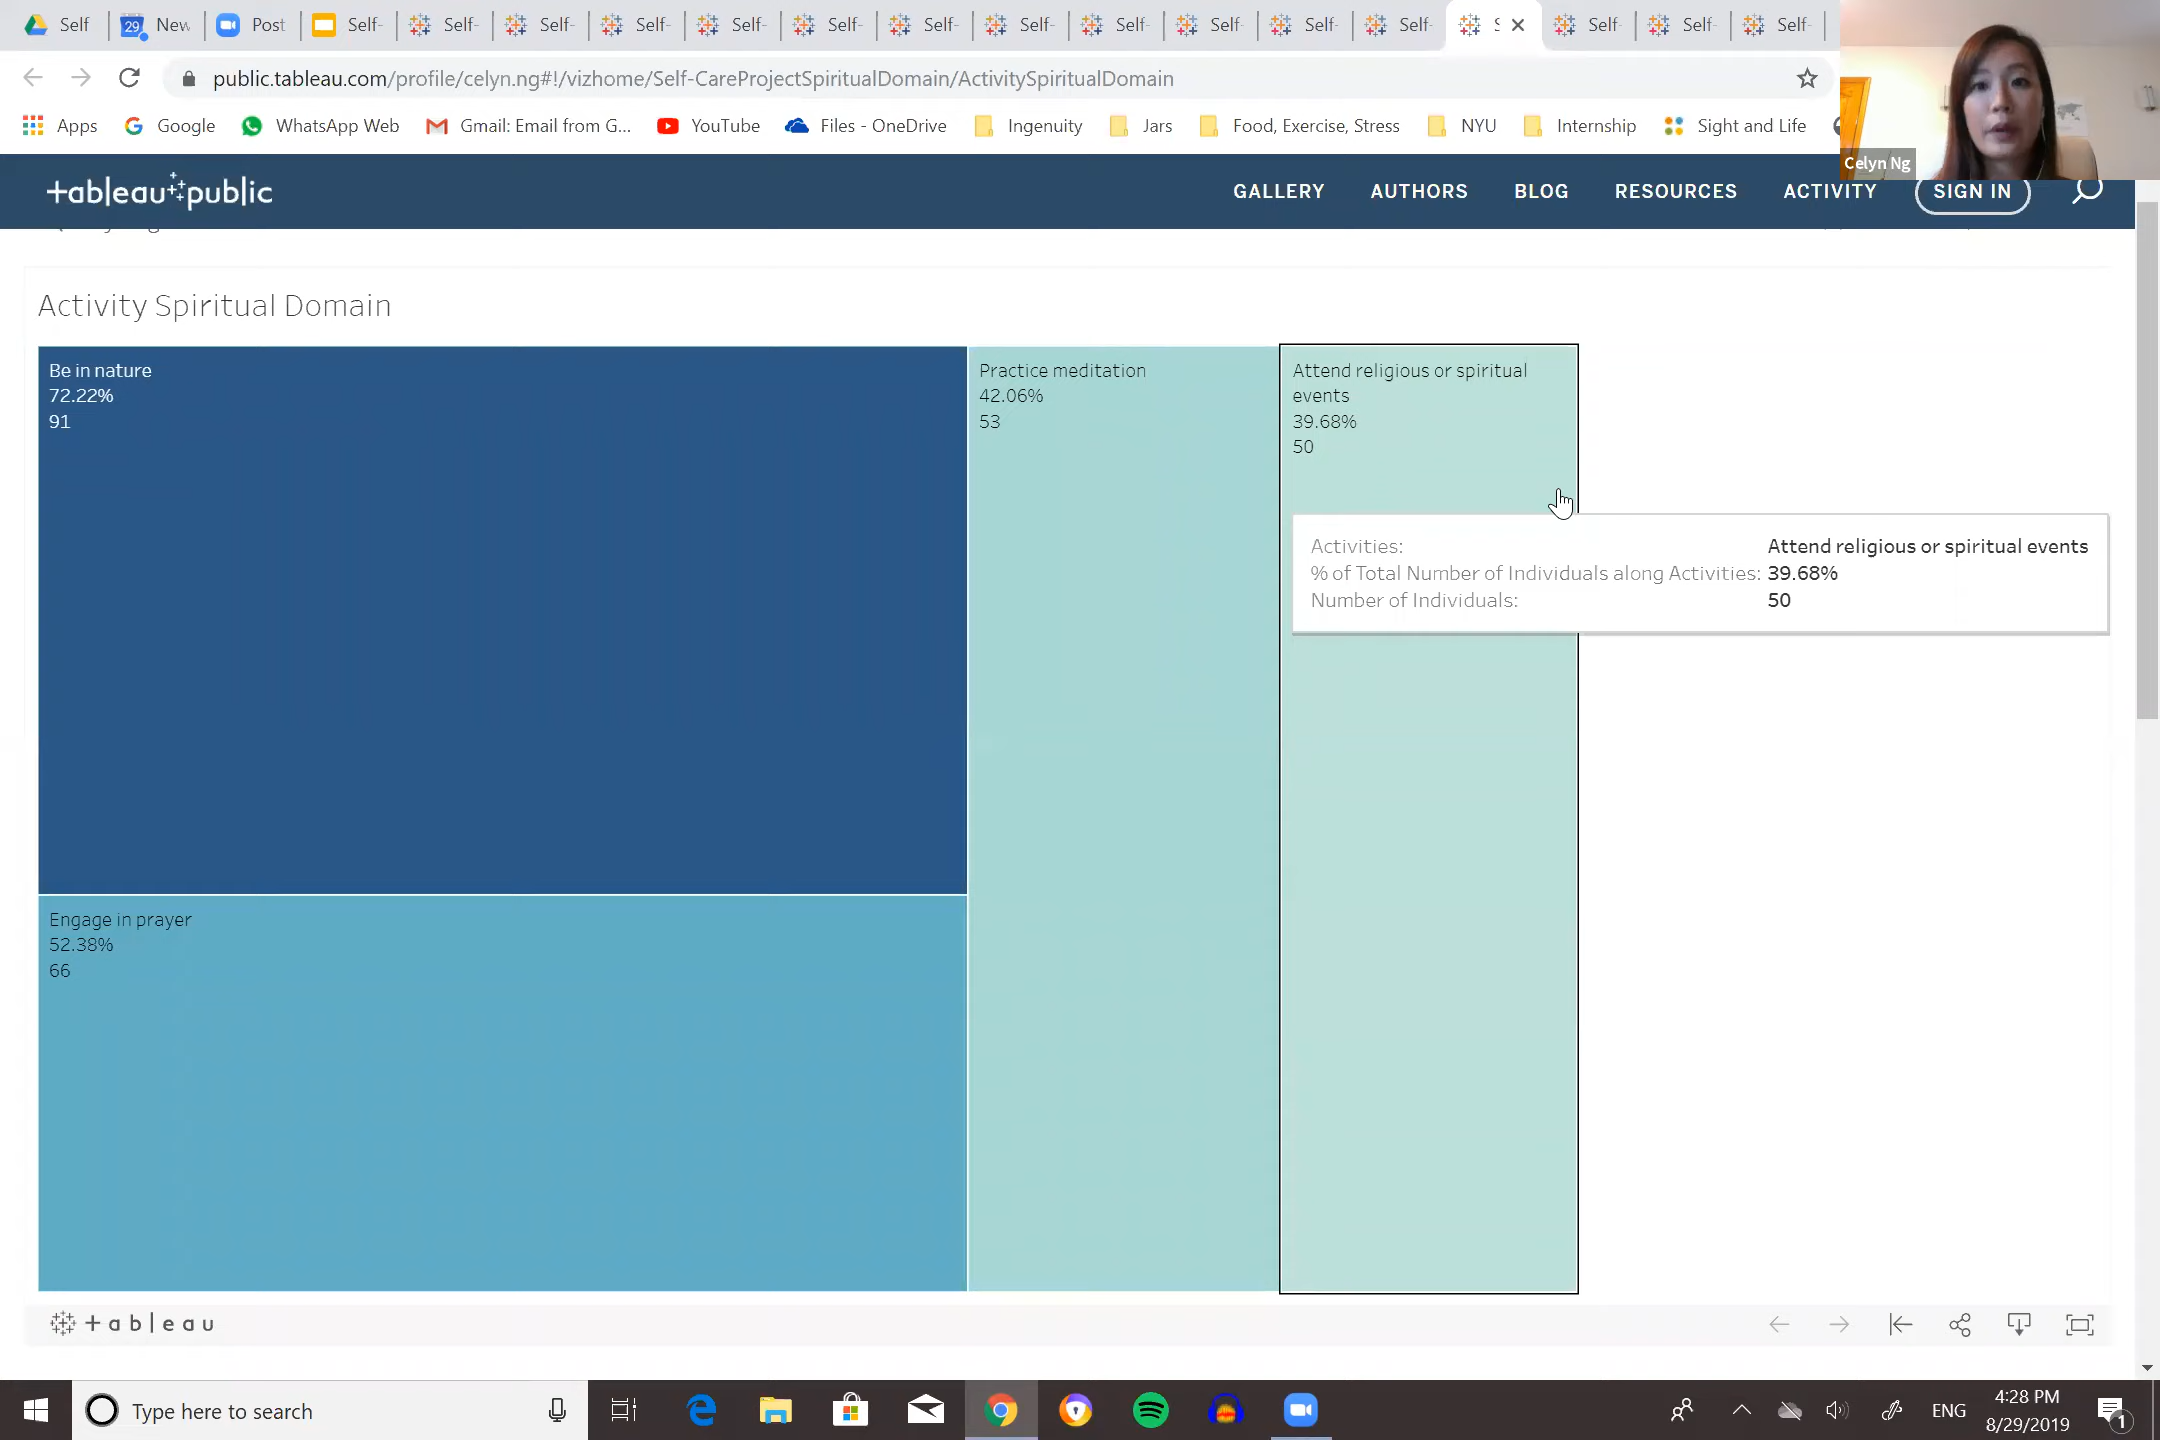 Self
29
New
Post
Self-
Self-
Self-
Self-
Self-
Self-
Self-
Self-
Self-
Self-
Self-
Self-
S
Self-
Self-
Self-
public.tableau.com/profile/celyn.ng#!/vizhome/Self-CareProjectSpiritualDomain/ActivitySpiritualDomain
Apps
Google
WhatsApp Web
Gmail: Email from G...
YouTube
Files - OneDrive
Ingenuity
Jars
Food, Exercise, Stress
NYU
Internship
Sight and Life
Celyn Ng
+ableau public
GALLERY
AUTHORS
BLOG
RESOURCES
ACTIVITY
SIGN IN
Activity Spiritual Domain
Be in nature
72.22%
91
Practice meditation
42.06%
53
Attend religious or spiritual
events
39.68%
50
Activities: Attend religious or spiritual events
% of Total Number of Individuals along Activities: 39.68%
Number of Individuals: 50
Engage in prayer
52.38%
66
+ableau
Type here to search
ENG
4:28 PM
8/29/2019
1